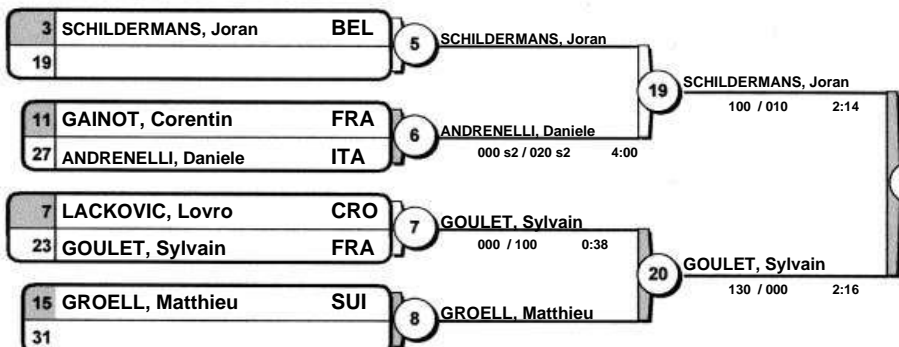 3 SCHILDERMANS, Joran BEL
19
5 SCHILDERMANS, Joran
11 GAINOT, Corentin FRA
27 ANDRENELLI, Daniele ITA
6 ANDRENELLI, Daniele
000 s2 / 020 s2 4:00
19 SCHILDERMANS, Joran
100 / 010 2:14
7 LACKOVIC, Lovro CRO
23 GOULET, Sylvain FRA
7 GOULET, Sylvain
000 / 100 0:38
15 GROELL, Matthieu SUI
31
8 GROELL, Matthieu
20 GOULET, Sylvain
130 / 000 2:16